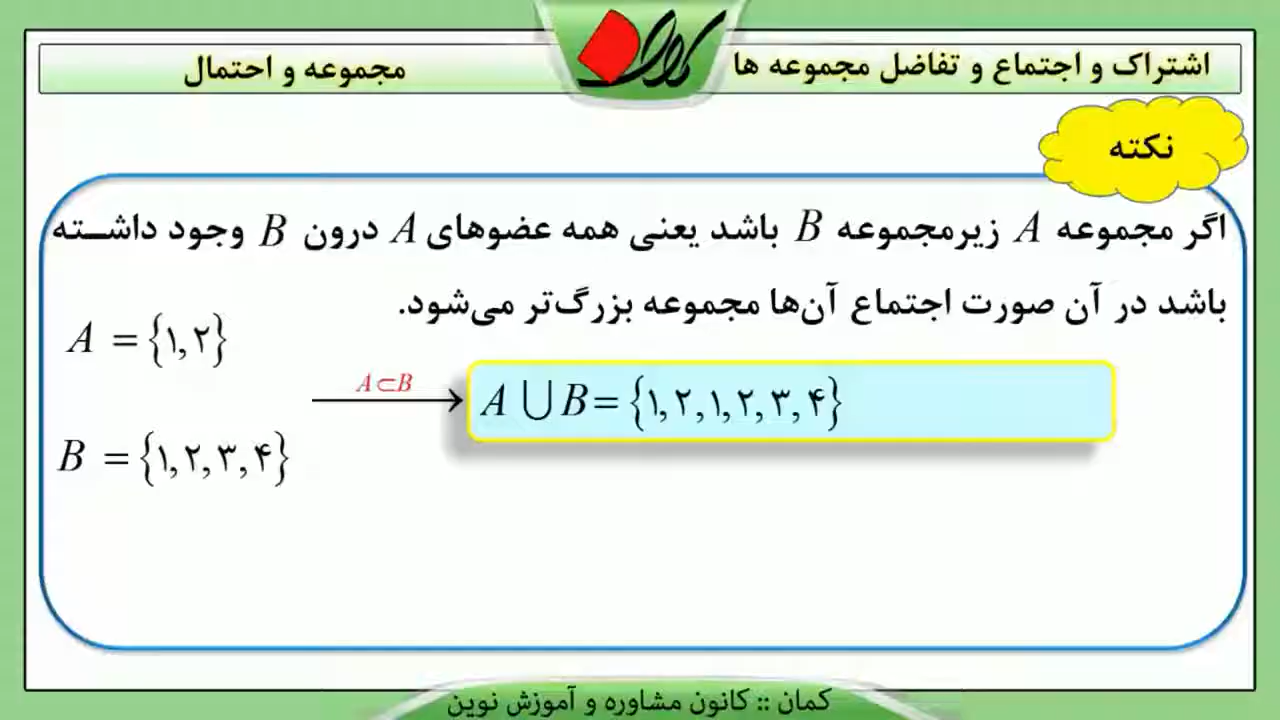 اشتراک و اجتماع و تفاضل مجموعه ها
مجموعه و احتمال
نکته
اگر مجموعه A زیرمجموعه B باشد یعنی همه عضوهای A درون B وجود داشته
باشد در آن صورت اجتماع آن‌ها مجموعه بزرگ‌تر می‌شود.
A = {۱,۲}
A⊂B
A ∪ B = {۱,۲,۱,۲,۳,۴}
B = {۱,۲,۳,۴}
کمان :: کانون مشاوره و آموزش نوین